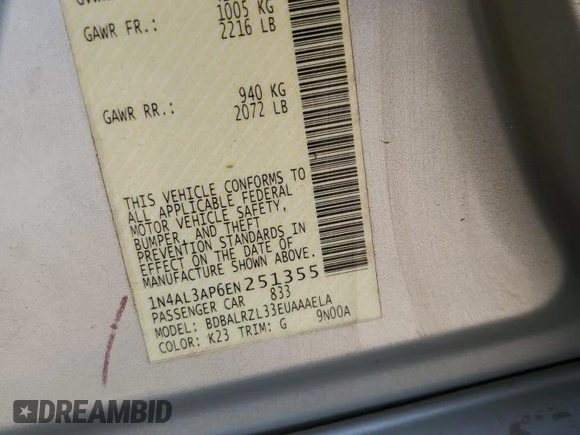 1005 KG
GAWR FR.: 2216 LB
940 KG
GAWR RR.: 2072 LB
THIS VEHICLE CONFORMS TO
ALL APPLICABLE FEDERAL
MOTOR VEHICLE SAFETY,
BUMPER, AND THEFT
PREVENTION STANDARDS IN
EFFECT ON THE DATE OF
MANUFACTURE SHOWN ABOVE.
1N4AL3AP6EN251355
PASSENGER CAR 833
MODEL: BDBALRZL33EUAAAELA
COLOR: K23 TRIM: G 9N00A
DREAMBID